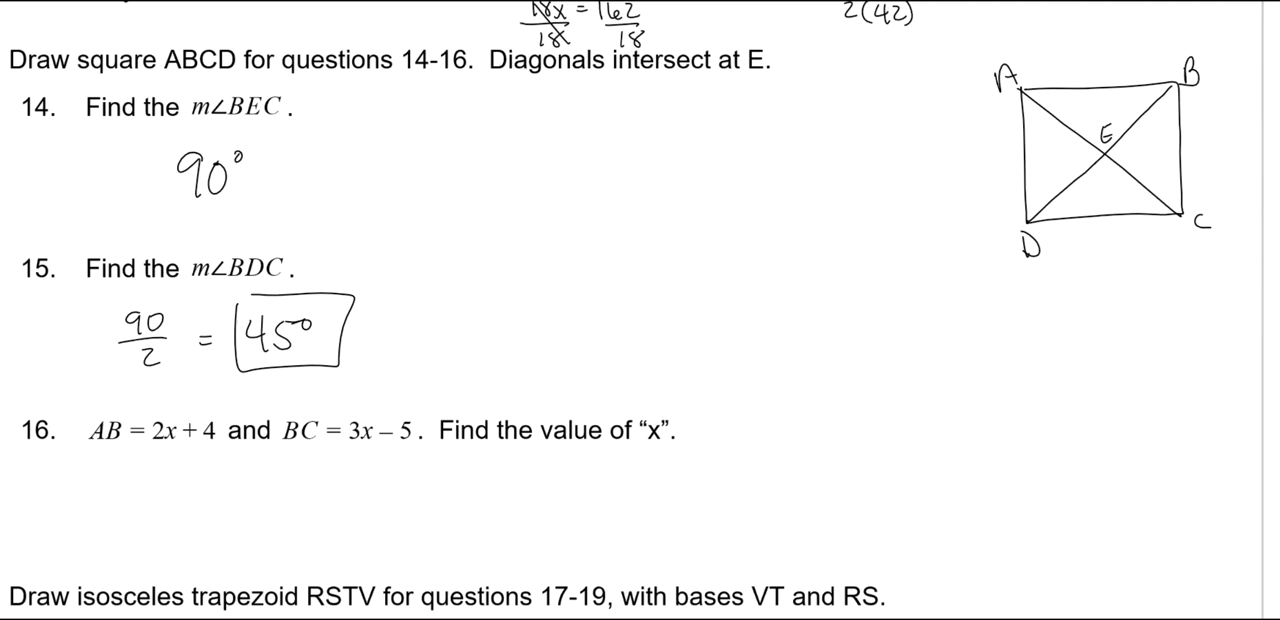 18x = 162
18 18
2(42)
Draw square ABCD for questions 14-16. Diagonals intersect at E.
14. Find the m∠BEC.
90°
A B
E
D C
15. Find the m∠BDC.
90/2 = 45°
16. AB = 2x + 4 and BC = 3x – 5. Find the value of “x”.
Draw isosceles trapezoid RSTV for questions 17-19, with bases VT and RS.